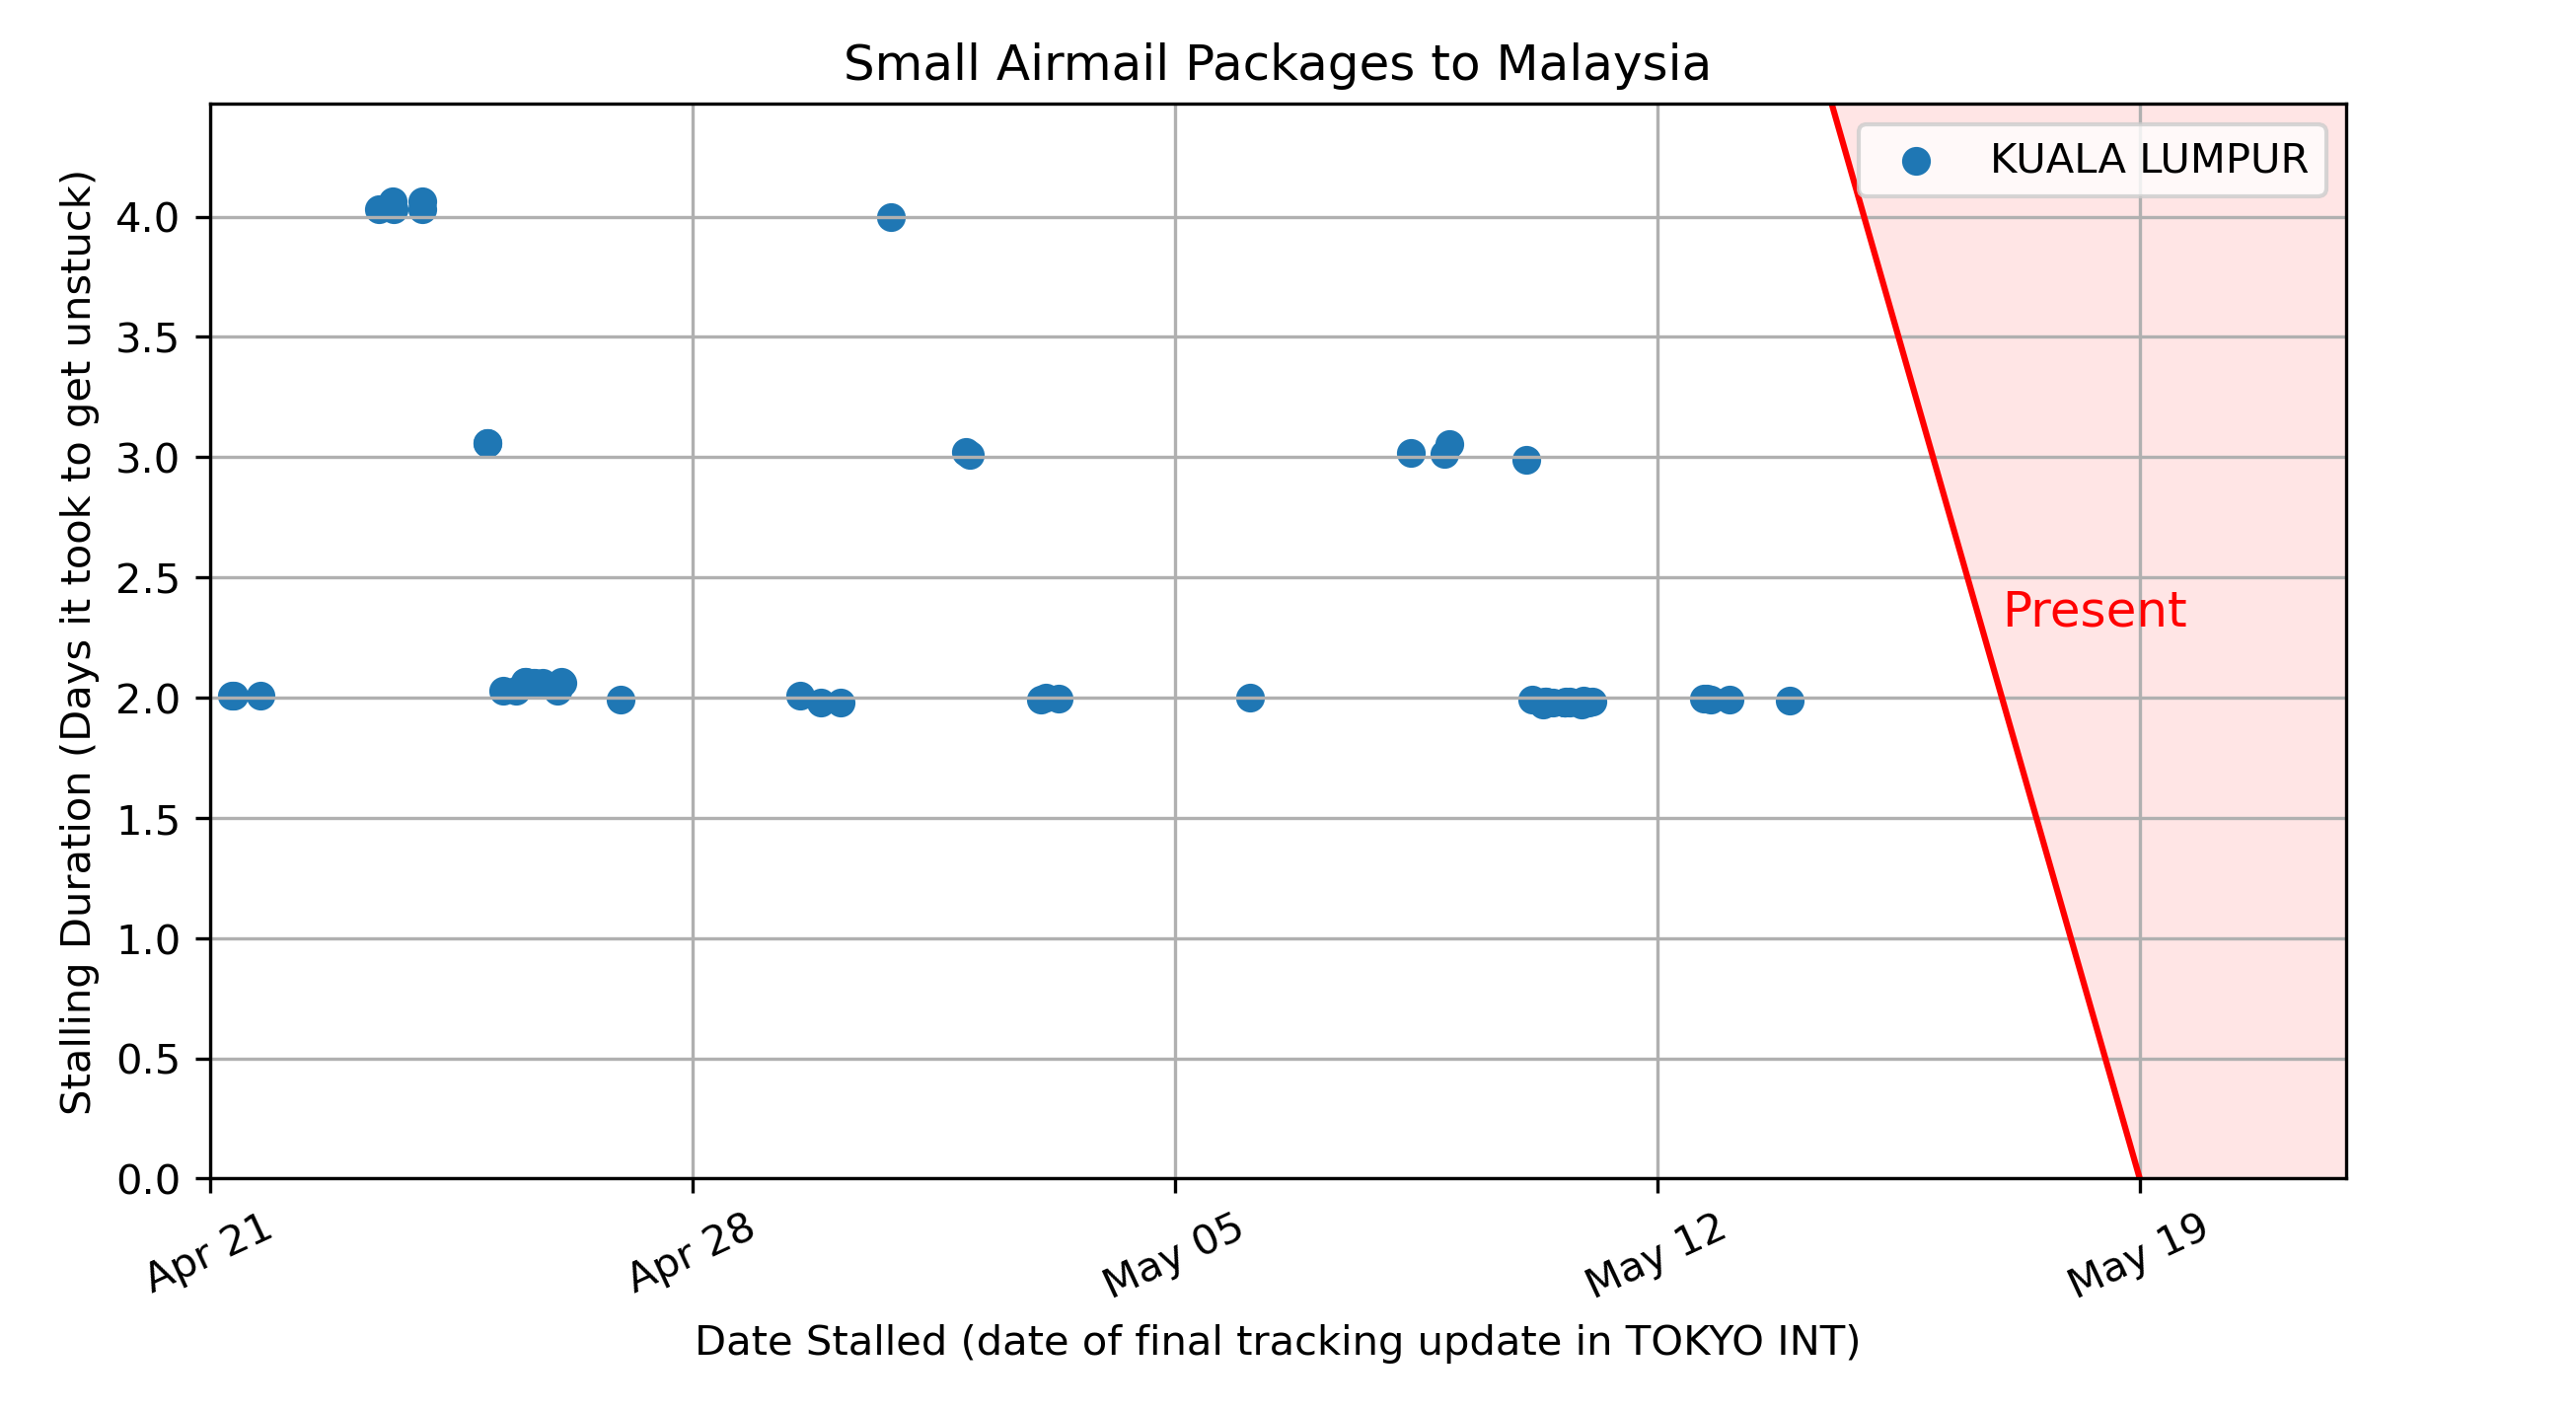 Small Airmail Packages to Malaysia
KUALA LUMPUR
Stalling Duration (Days it took to get unstuck)
4.0
3.5
3.0
2.5
2.0
1.5
1.0
0.5
0.0
Present
Apr 21
Apr 28
May 05
May 12
May 19
Date Stalled (date of final tracking update in TOKYO INT)